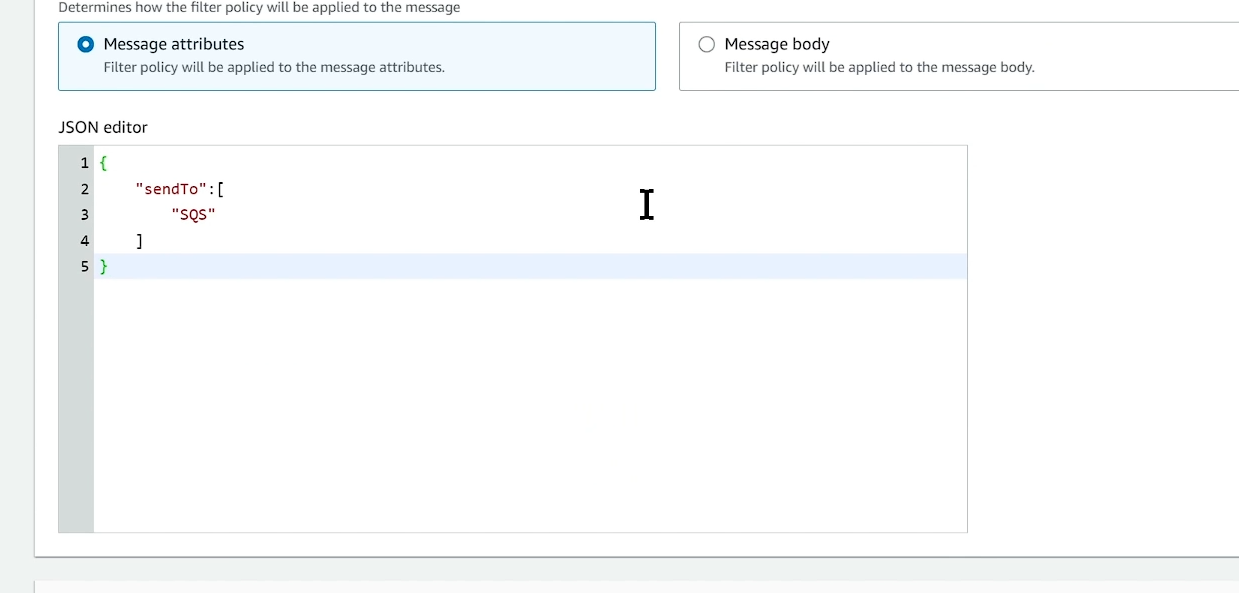 Determines how the filter policy will be applied to the message
Message attributes
Filter policy will be applied to the message attributes.
Message body
Filter policy will be applied to the message body.
JSON editor
1 {
2 "sendTo":[
3 "SQS"
4 ]
5 }